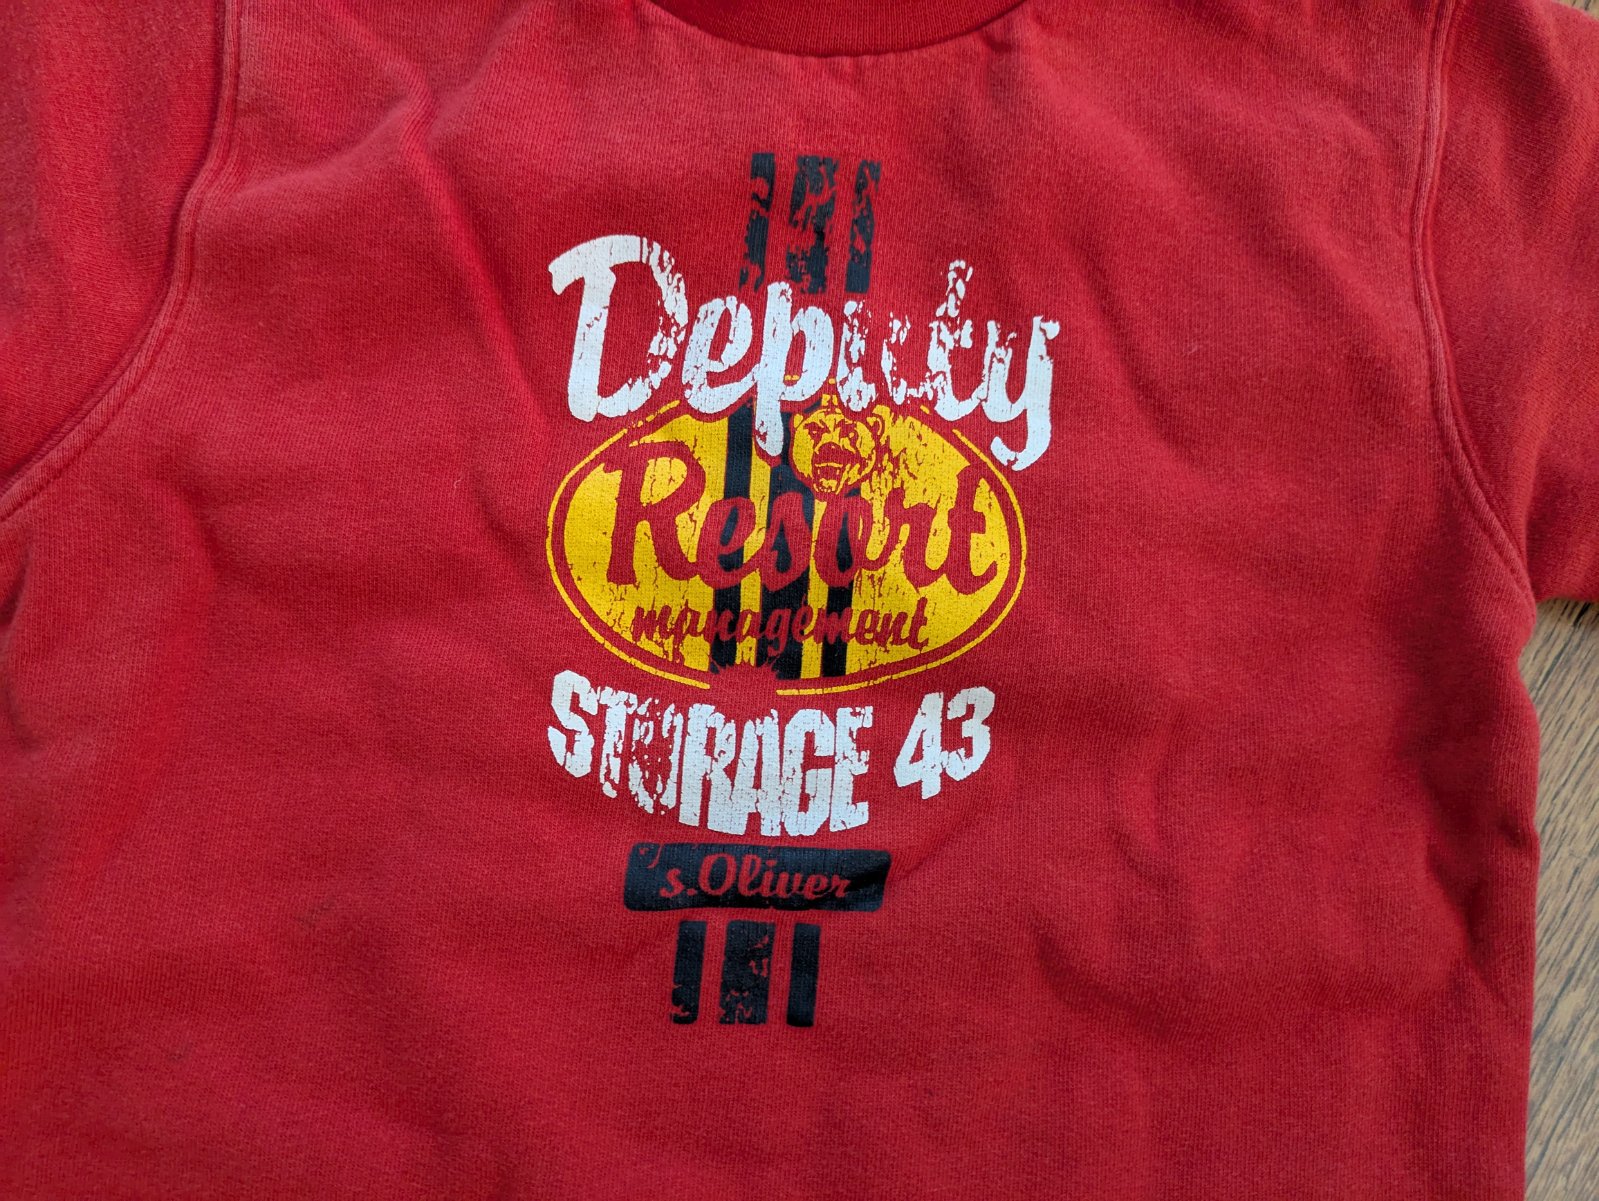 Deputy
Resort
management
STORAGE 43
s.Oliver